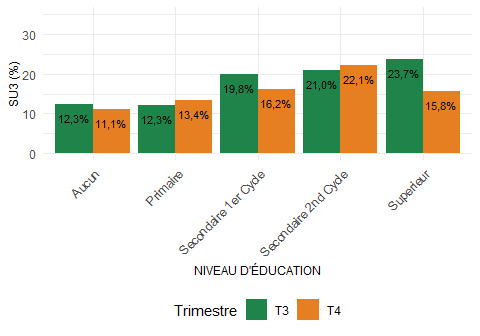 SU3 (%)
30
20
10
0
12,3%
11,1%
12,3%
13,4%
19,8%
16,2%
21,0%
22,1%
23,7%
15,8%
Aucun
Primaire
Secondaire 1er Cycle
Secondaire 2nd Cycle
Superieur
NIVEAU D'ÉDUCATION
Trimestre T3 T4